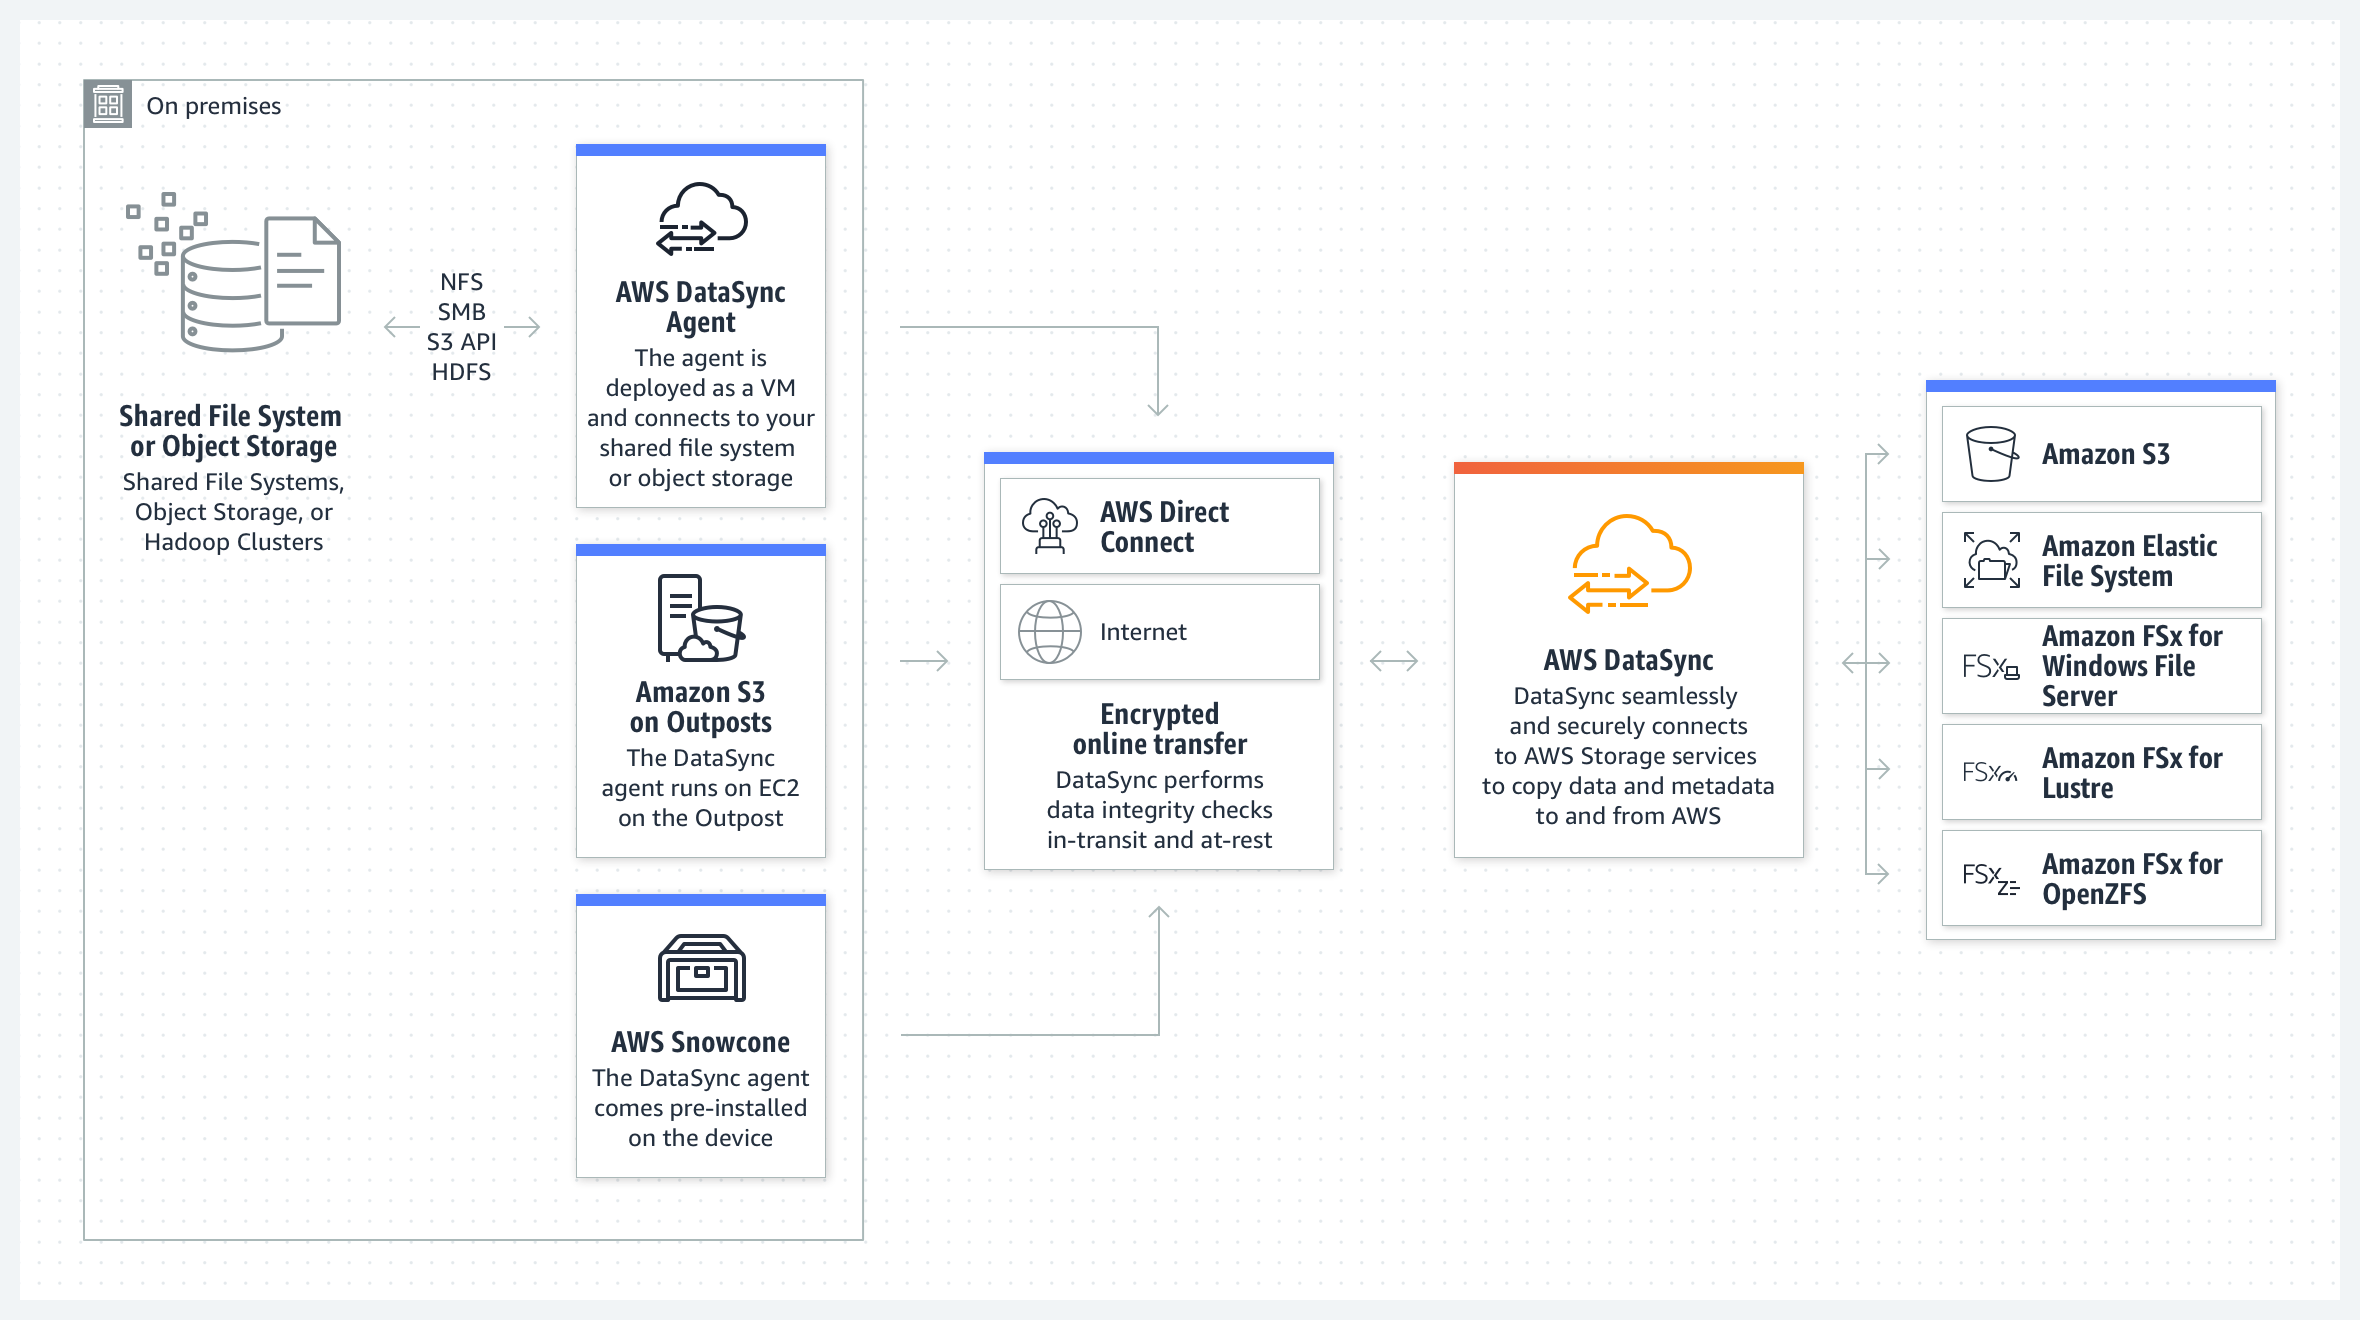 On premises
Shared File System
or Object Storage
Shared File Systems,
Object Storage, or
Hadoop Clusters
NFS
SMB
S3 API
HDFS
AWS DataSync
Agent
The agent is
deployed as a VM
and connects to your
shared file system
or object storage
Amazon S3
on Outposts
The DataSync
agent runs on EC2
on the Outpost
AWS Snowcone
The DataSync agent
comes pre-installed
on the device
AWS Direct
Connect
Internet
Encrypted
online transfer
DataSync performs
data integrity checks
in-transit and at-rest
AWS DataSync
DataSync seamlessly
and securely connects
to AWS Storage services
to copy data and metadata
to and from AWS
Amazon S3
Amazon Elastic
File System
FSx
Amazon FSx for
Windows File
Server
FSx
Amazon FSx for
Lustre
FSx
Z
Amazon FSx for
OpenZFS